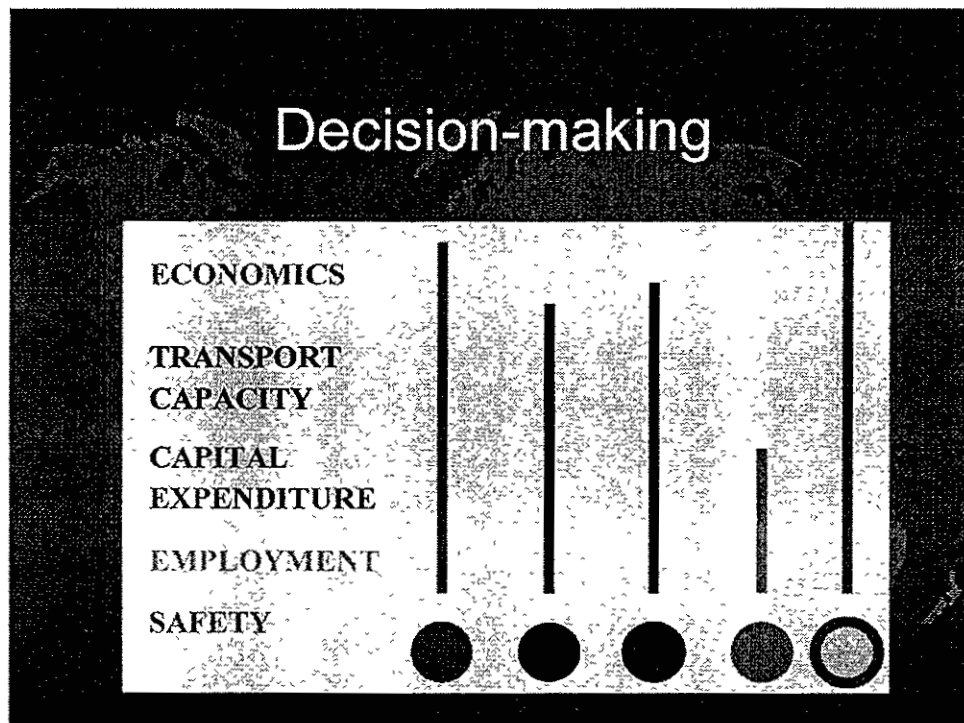 Decision-making
ECONOMICS
TRANSPORT
CAPACITY
CAPITAL
EXPENDITURE
EMPLOYMENT
SAFETY